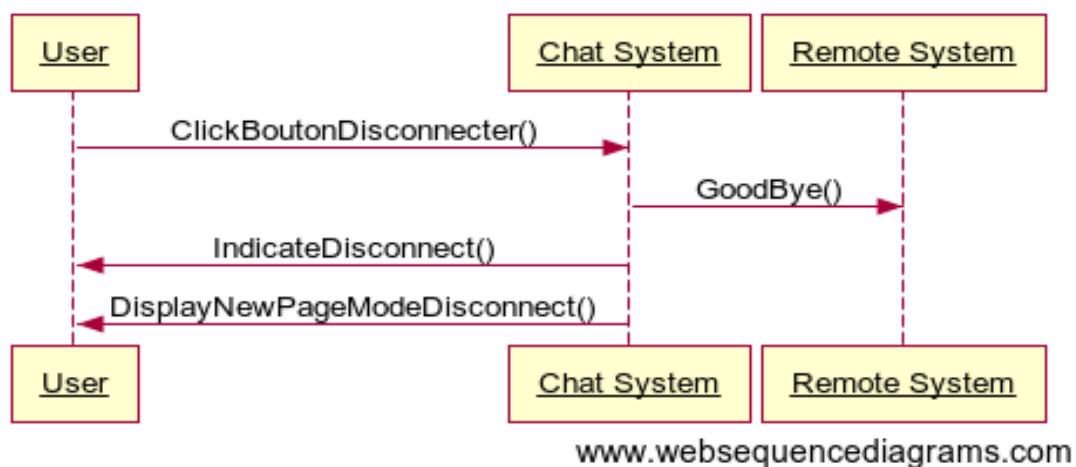 User
Chat System
Remote System
ClickBoutonDisconnecter()
GoodBye()
IndicateDisconnect()
DisplayNewPageModeDisconnect()
User
Chat System
Remote System
www.websequencediagrams.com